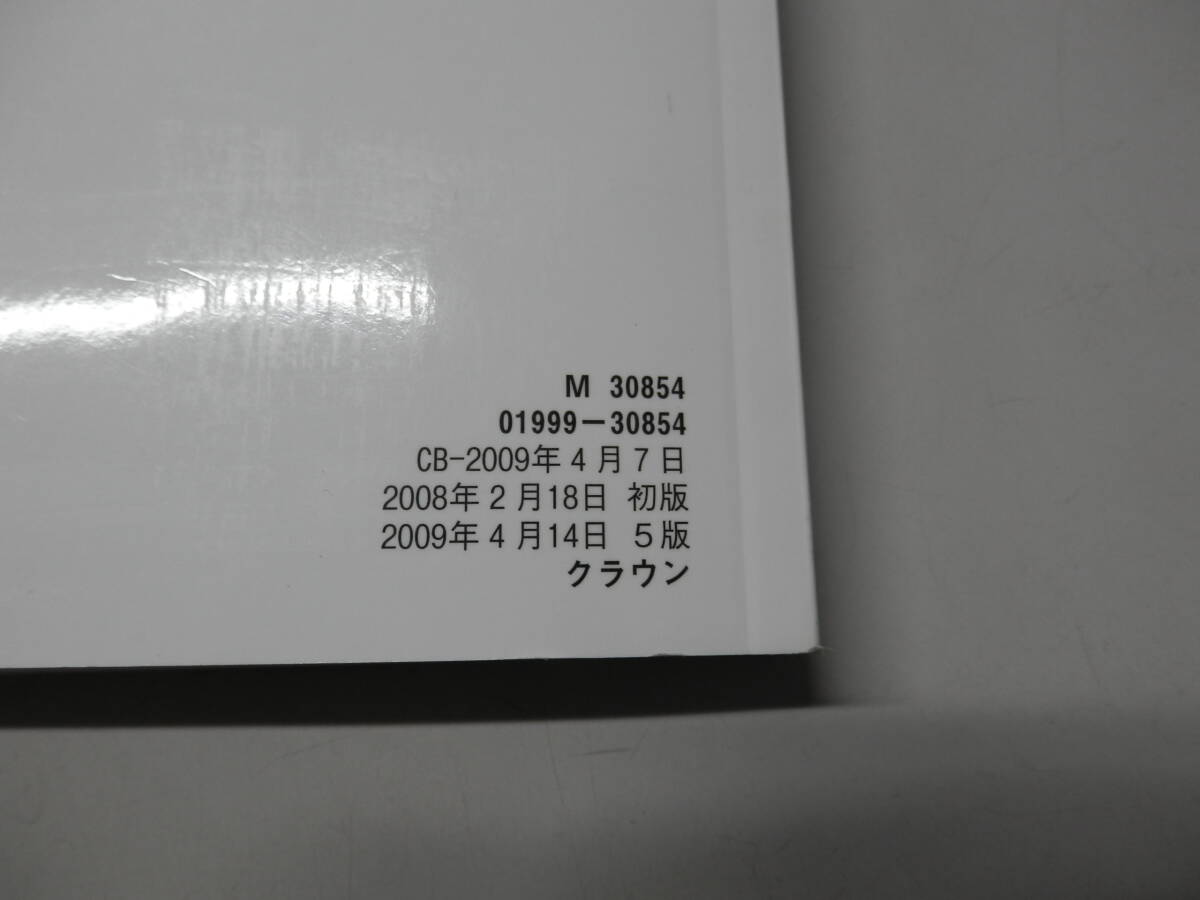 M 30854
01999-30854
CB-2009年4月7日
2008年2月18日 初版
2009年4月14日 5版
クラウン